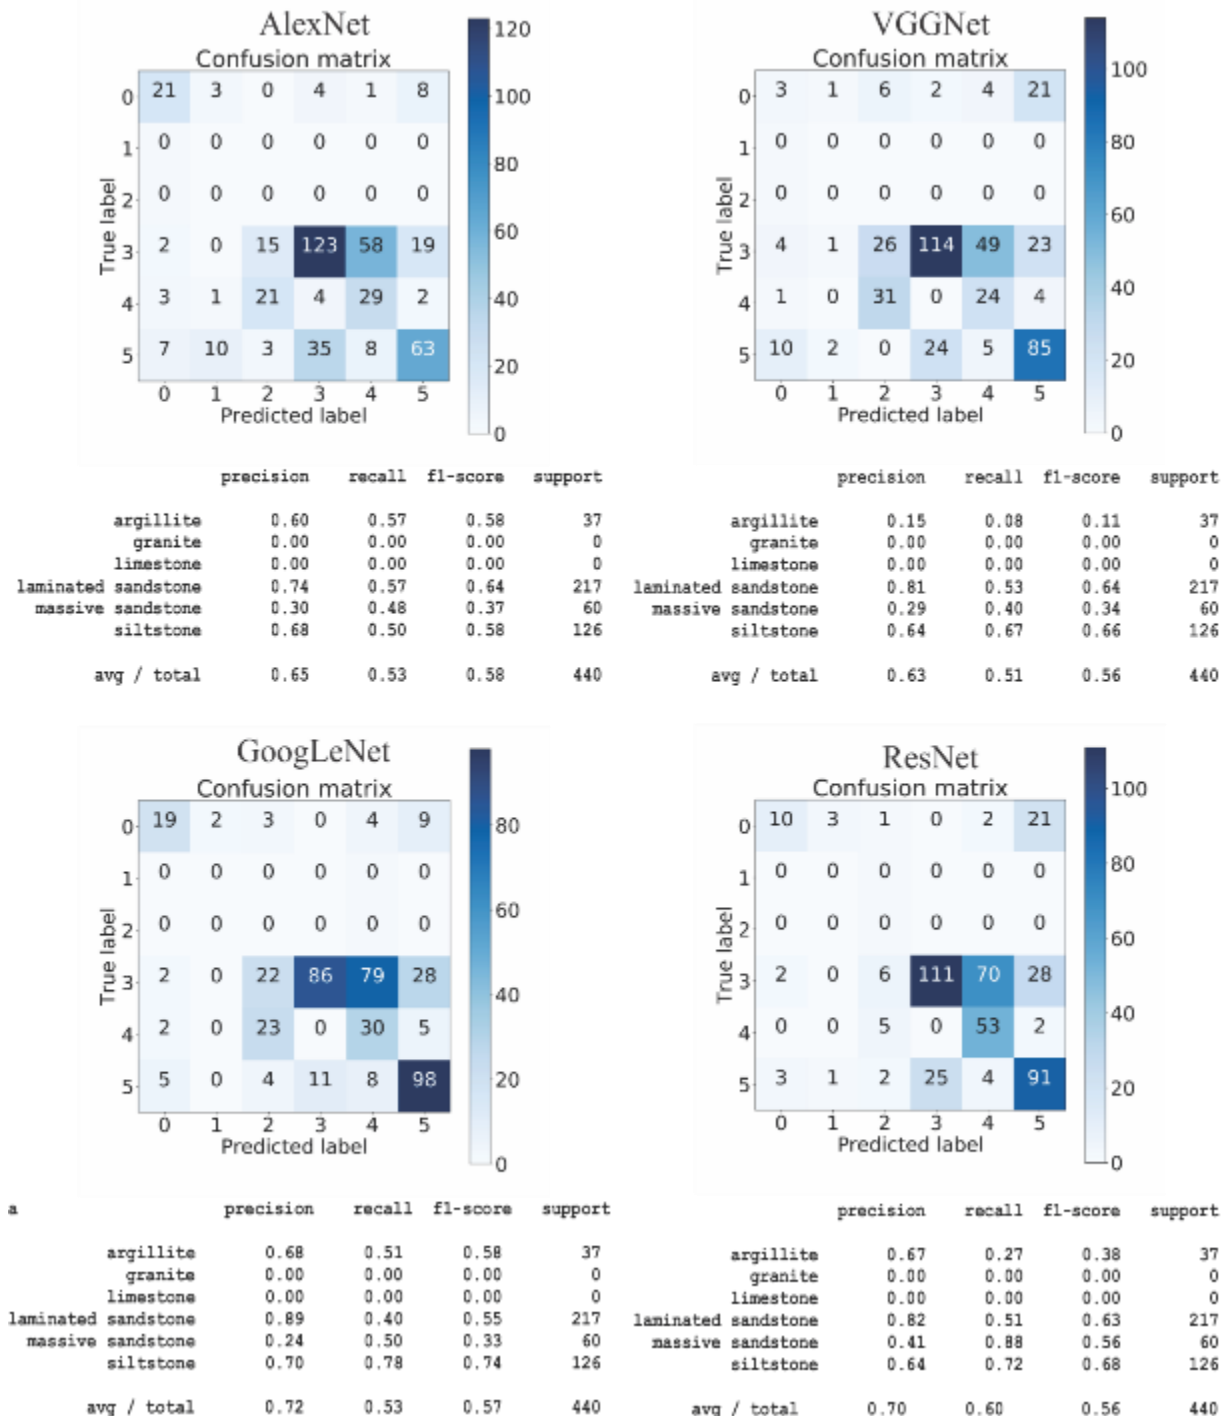 AlexNet
Confusion matrix
0 21 3 0 4 1 8
1 0 0 0 0 0 0
2 0 0 0 0 0 0
3 2 0 15 123 58 19
4 3 1 21 4 29 2
5 7 10 3 35 8 63
0 1 2 3 4 5
Predicted label
True label
120
100
80
60
40
20
0
precision recall f1-score support
argillite 0.60 0.57 0.58 37
granite 0.00 0.00 0.00 0
limestone 0.00 0.00 0.00 0
laminated sandstone 0.74 0.57 0.64 217
massive sandstone 0.30 0.48 0.37 60
siltstone 0.68 0.50 0.58 126
avg / total 0.65 0.53 0.58 440
VGGNet
Confusion matrix
0 3 1 6 2 4 21
1 0 0 0 0 0 0
2 0 0 0 0 0 0
3 4 1 26 114 49 23
4 1 0 31 0 24 4
5 10 2 0 24 5 85
0 1 2 3 4 5
Predicted label
True label
100
80
60
40
20
0
precision recall f1-score support
argillite 0.15 0.08 0.11 37
granite 0.00 0.00 0.00 0
limestone 0.00 0.00 0.00 0
laminated sandstone 0.81 0.53 0.64 217
massive sandstone 0.29 0.40 0.34 60
siltstone 0.64 0.67 0.66 126
avg / total 0.63 0.51 0.56 440
GoogLeNet
Confusion matrix
0 19 2 3 0 4 9
1 0 0 0 0 0 0
2 0 0 0 0 0 0
3 2 0 22 86 79 28
4 2 0 23 0 30 5
5 5 0 4 11 8 98
0 1 2 3 4 5
Predicted label
True label
80
60
40
20
0
a precision recall f1-score support
argillite 0.68 0.51 0.58 37
granite 0.00 0.00 0.00 0
limestone 0.00 0.00 0.00 0
laminated sandstone 0.89 0.40 0.55 217
massive sandstone 0.24 0.50 0.33 60
siltstone 0.70 0.78 0.74 126
avg / total 0.72 0.53 0.57 440
ResNet
Confusion matrix
0 10 3 1 0 2 21
1 0 0 0 0 0 0
2 0 0 0 0 0 0
3 2 0 6 111 70 28
4 0 0 5 0 53 2
5 3 1 2 25 4 91
0 1 2 3 4 5
Predicted label
True label
100
80
60
40
20
0
precision recall f1-score support
argillite 0.67 0.27 0.38 37
granite 0.00 0.00 0.00 0
limestone 0.00 0.00 0.00 0
laminated sandstone 0.82 0.51 0.63 217
massive sandstone 0.41 0.88 0.56 60
siltstone 0.64 0.72 0.68 126
avg / total 0.70 0.60 0.56 440